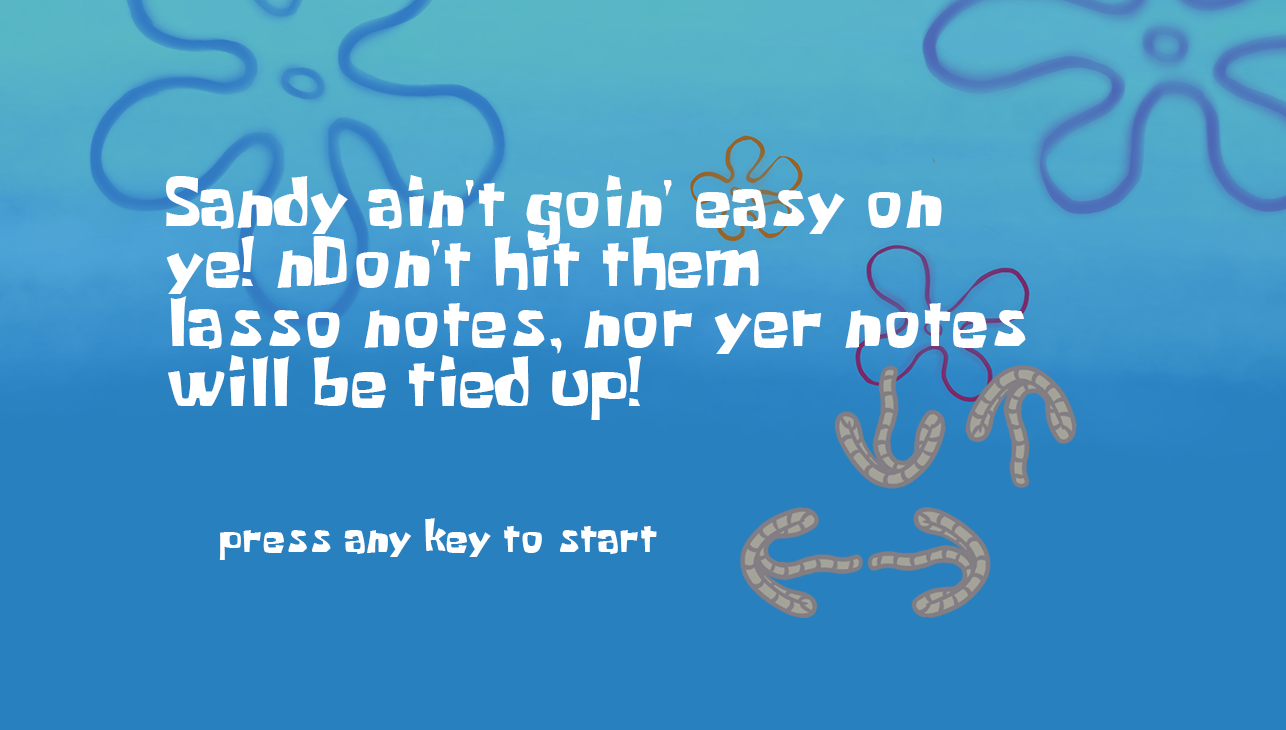 Sandy ain't goin' easy on
ye! nDon't hit them
lasso notes, nor yer notes
will be tied up!
press any key to start